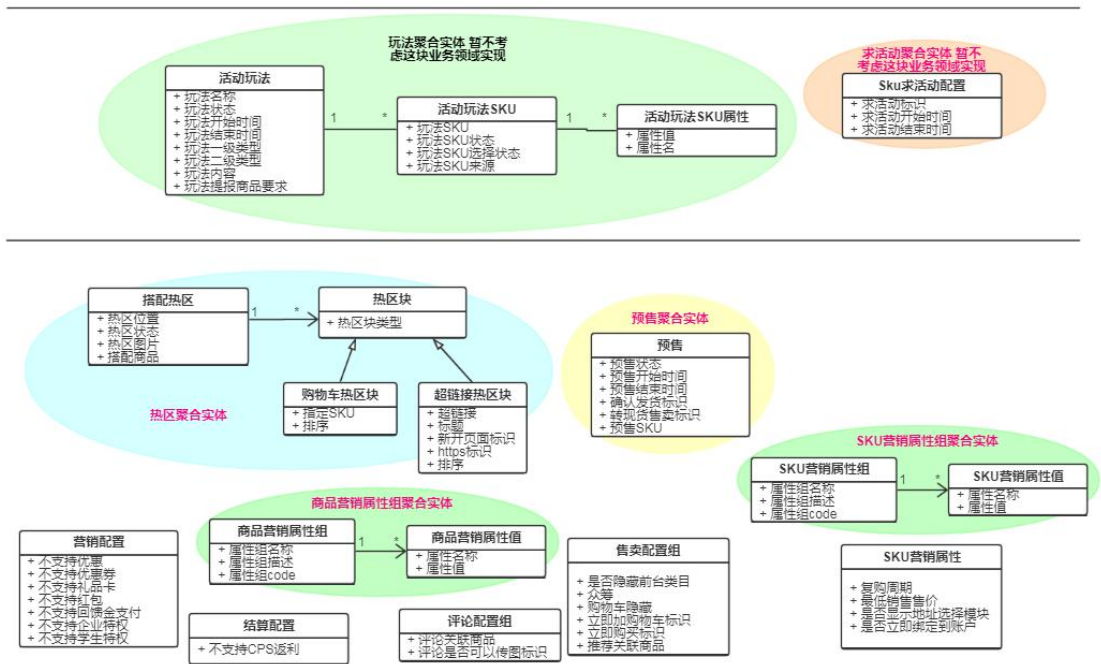 玩法聚合实体 暂不考
虑这块业务领域实现
活动玩法
+ 玩法名称
+ 玩法状态
+ 玩法开始时间
+ 玩法结束时间
+ 玩法一级类型
+ 玩法二级类型
+ 玩法内容
+ 玩法提报商品要求
1
*
活动玩法SKU
+ 玩法SKU
+ 玩法SKU状态
+ 玩法SKU选择状态
+ 玩法SKU来源
1
*
活动玩法SKU属性
+ 属性值
+ 属性名
求活动聚合实体 暂不
考虑这块业务领域实现
Sku求活动配置
+ 求活动标识
+ 求活动开始时间
+ 求活动结束时间
搭配热区
+ 热区位置
+ 热区状态
+ 热区图片
+ 搭配商品
1
*
热区块
+ 热区块类型
购物车热区块
+ 指定SKU
+ 排序
超链接热区块
+ 超链接
+ 标题
+ 新开页面标识
+ https标识
+ 排序
热区聚合实体
预售聚合实体
预售
+ 预售状态
+ 预售开始时间
+ 预售结束时间
+ 确认发货标识
+ 转现货售卖标识
+ 预售SKU
SKU营销属性组聚合实体
SKU营销属性组
+ 属性组名称
+ 属性组描述
+ 属性组code
1
*
SKU营销属性值
+ 属性名称
+ 属性值
商品营销属性组聚合实体
商品营销属性组
+ 属性组名称
+ 属性组描述
+ 属性组code
1
*
商品营销属性值
+ 属性名称
+ 属性值
营销配置
+ 不支持优惠
+ 不支持优惠券
+ 不支持礼品卡
+ 不支持红包
+ 不支持回馈金支付
+ 不支持企业特权
+ 不支持学生特权
结算配置
+ 不支持CPS返利
评论配置组
+ 评论关联商品
+ 评论是否可以传图标识
售卖配置组
+ 是否隐藏前台类目
+ 众筹
+ 购物车隐藏
+ 立即加购物车标识
+ 立即购买标识
+ 推荐关联商品
SKU营销属性
+ 复购周期
+ 最低销售售价
+ 是否显示地址选择模块
+ 是否立即绑定到账户